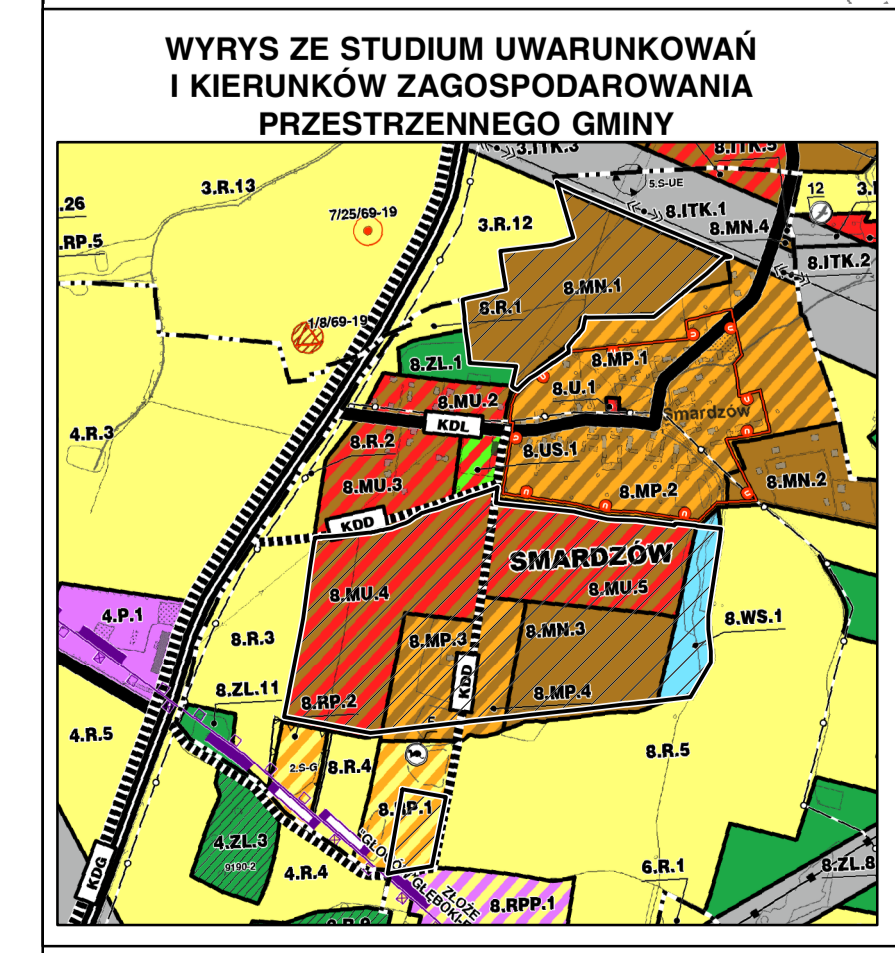 WYRYS ZE STUDIUM UWARUNKOWAŃ
I KIERUNKÓW ZAGOSPODAROWANIA
PRZESTRZENNEGO GMINY
3.ITK.3
8.ITK.5
3.R.13
.26
7/25/69-19
5.S-UE
12
8.ITK.1
3.R.12
8.MN.4
.RP.5
8.ITK.2
8.MN.1
8.R.1
1/8/69-19
8.MP.1
8.ZL.1
8.U.1
8.MU.2
Smardzów
KDL
4.R.3
8.R.2
8.US.1
8.MU.3
8.MP.2
8.MN.2
KDD
SMARDZÓW
8.MU.4
8.MU.5
4.P.1
8.WS.1
8.R.3
8.MP.3
8.MN.3
KDD
8.ZL.11
8.RP.2
8.MP.4
4.R.5
8.R.5
2.S-G
8.R.4
4.ZL.3
9190-2
4.R.4
6.R.1
8.ZL.8
KDG
ZŁOŻE
8.RPP.1